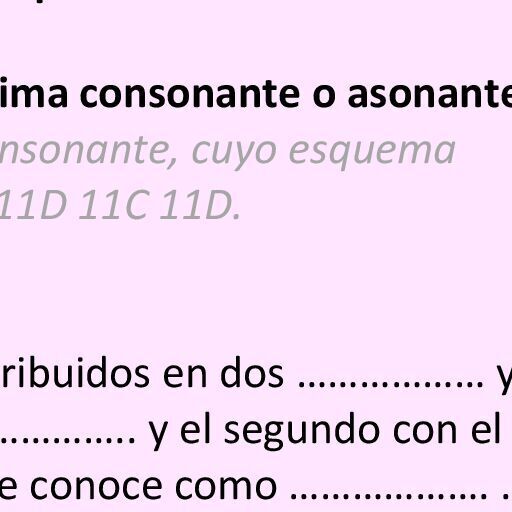 ima consonante o asonante
nsonante, cuyo esquema
11D 11C 11D.
ribuidos en dos ……………… y
…………. y el segundo con el
e conoce como ………………. .